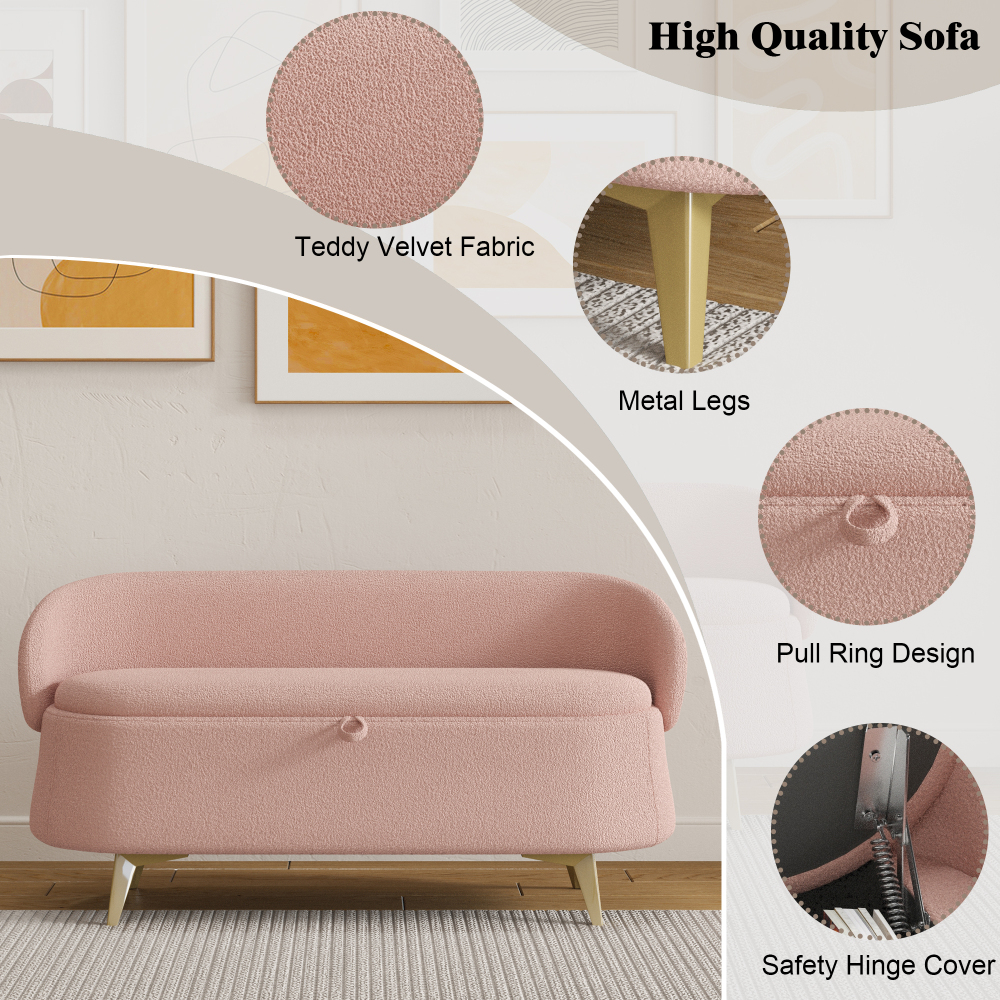 High Quality Sofa
Teddy Velvet Fabric
Metal Legs
Pull Ring Design
Safety Hinge Cover